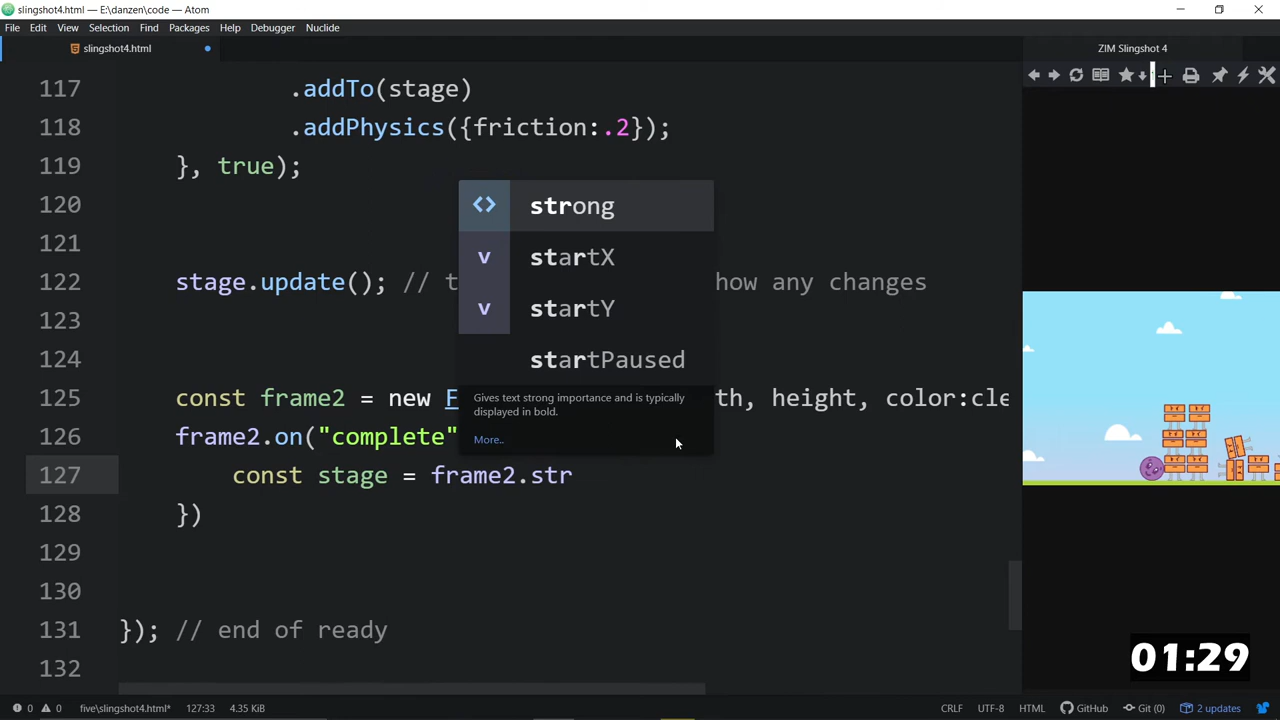 slingshot4.html — E:\danzen\code — Atom
File Edit View Selection Find Packages Help Debugger Nuclide
slingshot4.html
ZIM Slingshot 4
117 .addTo(stage)
118 .addPhysics({friction:.2});
119 }, true);
120
121
122 stage.update(); // t how any changes
123
124
125 const frame2 = new F th, height, color:cle
126 frame2.on("complete"
127 const stage = frame2.str
128 })
129
130
131 }); // end of ready
132
strong
v startX
v startY
startPaused
Gives text strong importance and is typically
displayed in bold.
More..
01:29
0 0 five\slingshot4.html* 127:33 CRLF UTF-8 HTML GitHub Git (0) 2 updates